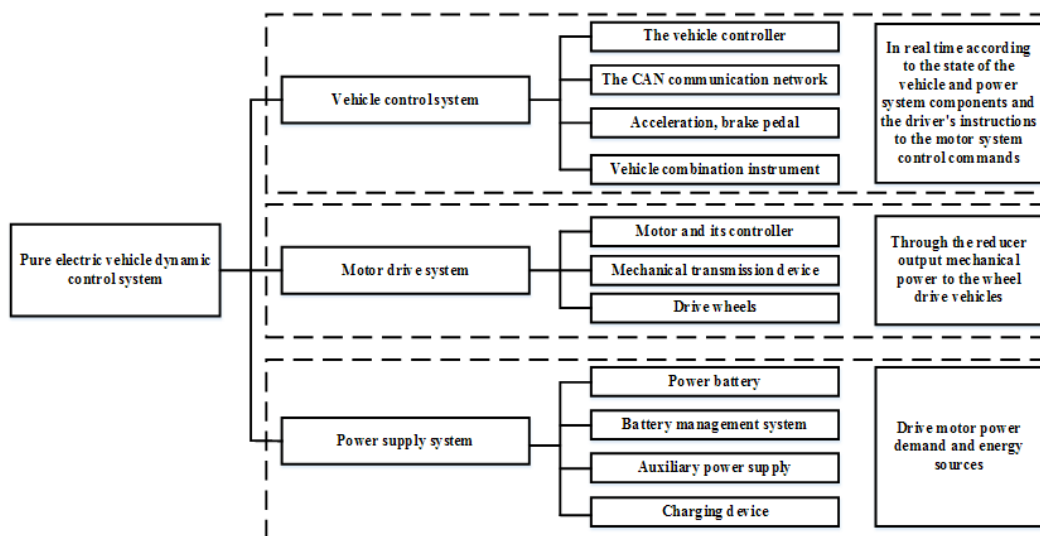 Pure electric vehicle dynamic
control system
Vehicle control system
The vehicle controller
The CAN communication network
Acceleration, brake pedal
Vehicle combination instrument
In real time according
to the state of the
vehicle and power
system components and
the driver's instructions
to the motor system
control commands
Motor drive system
Motor and its controller
Mechanical transmission device
Drive wheels
Through the reducer
output mechanical
power to the wheel
drive vehicles
Power supply system
Power battery
Battery management system
Auxiliary power supply
Charging device
Drive motor power
demand and energy
sources